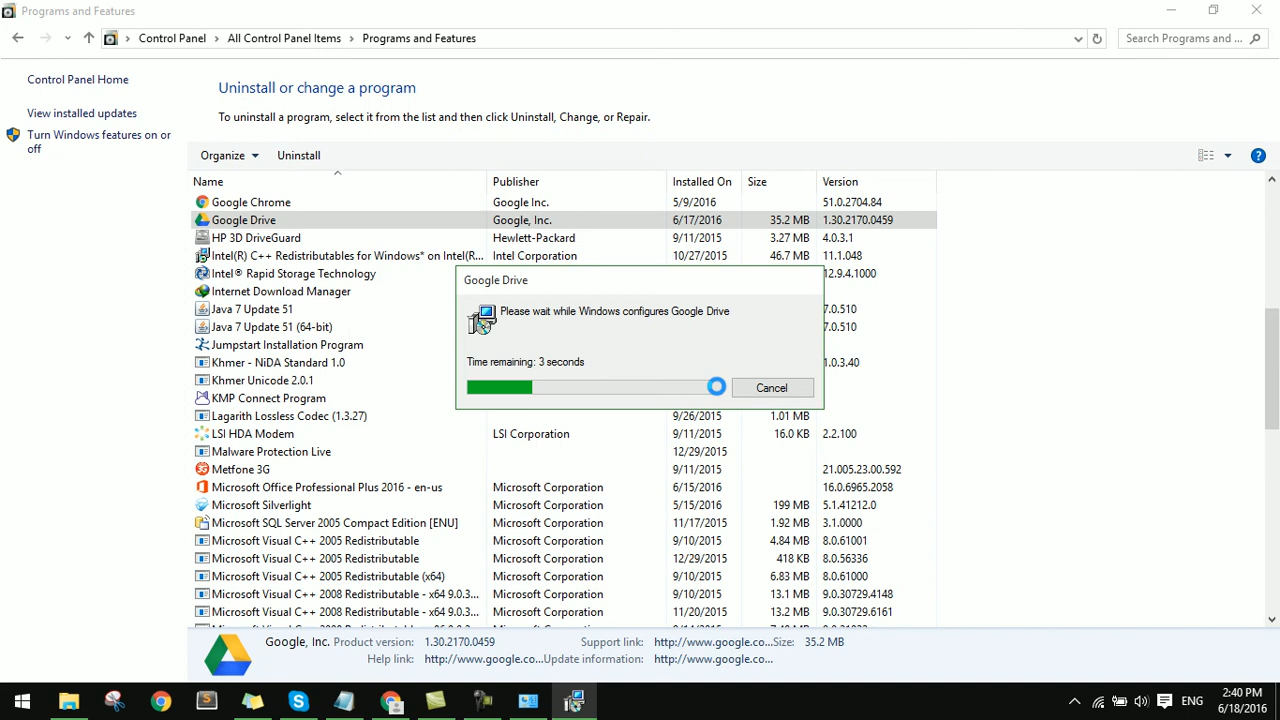 Programs and Features
Control Panel All Control Panel Items Programs and Features Search Programs and ...
Control Panel Home
View installed updates
Turn Windows features on or off
Uninstall or change a program
To uninstall a program, select it from the list and then click Uninstall, Change, or Repair.
Organize Uninstall
Name Publisher Installed On Size Version
Google Chrome Google Inc. 5/9/2016 51.0.2704.84
Google Drive Google, Inc. 6/17/2016 35.2 MB 1.30.2170.0459
HP 3D DriveGuard Hewlett-Packard 9/11/2015 3.27 MB 4.0.3.1
Intel(R) C++ Redistributables for Windows* on Intel(R... Intel Corporation 10/27/2015 46.7 MB 11.1.048
Intel® Rapid Storage Technology 12.9.4.1000
Internet Download Manager
Java 7 Update 51 7.0.510
Java 7 Update 51 (64-bit) 7.0.510
Jumpstart Installation Program
Khmer - NiDA Standard 1.0 1.0.3.40
Khmer Unicode 2.0.1
KMP Connect Program
Lagarith Lossless Codec (1.3.27) 9/26/2015 1.01 MB
LSI HDA Modem LSI Corporation 9/11/2015 16.0 KB 2.2.100
Malware Protection Live 12/29/2015
Metfone 3G 9/11/2015 21.005.23.00.592
Microsoft Office Professional Plus 2016 - en-us Microsoft Corporation 6/15/2016 16.0.6965.2058
Microsoft Silverlight Microsoft Corporation 5/15/2016 199 MB 5.1.41212.0
Microsoft SQL Server 2005 Compact Edition [ENU] Microsoft Corporation 11/17/2015 1.92 MB 3.1.0000
Microsoft Visual C++ 2005 Redistributable Microsoft Corporation 9/10/2015 4.84 MB 8.0.61001
Microsoft Visual C++ 2005 Redistributable Microsoft Corporation 12/29/2015 418 KB 8.0.56336
Microsoft Visual C++ 2005 Redistributable (x64) Microsoft Corporation 9/10/2015 6.83 MB 8.0.61000
Microsoft Visual C++ 2008 Redistributable - x64 9.0.3... Microsoft Corporation 9/10/2015 13.1 MB 9.0.30729.4148
Microsoft Visual C++ 2008 Redistributable - x64 9.0.3... Microsoft Corporation 11/20/2015 13.2 MB 9.0.30729.6161
Google Drive
Please wait while Windows configures Google Drive
Time remaining: 3 seconds
Cancel
Google, Inc. Product version: 1.30.2170.0459 Support link: http://www.google.co... Size: 35.2 MB
Help link: http://www.google.co... Update information: http://www.google.co...
ENG
2:40 PM
6/18/2016